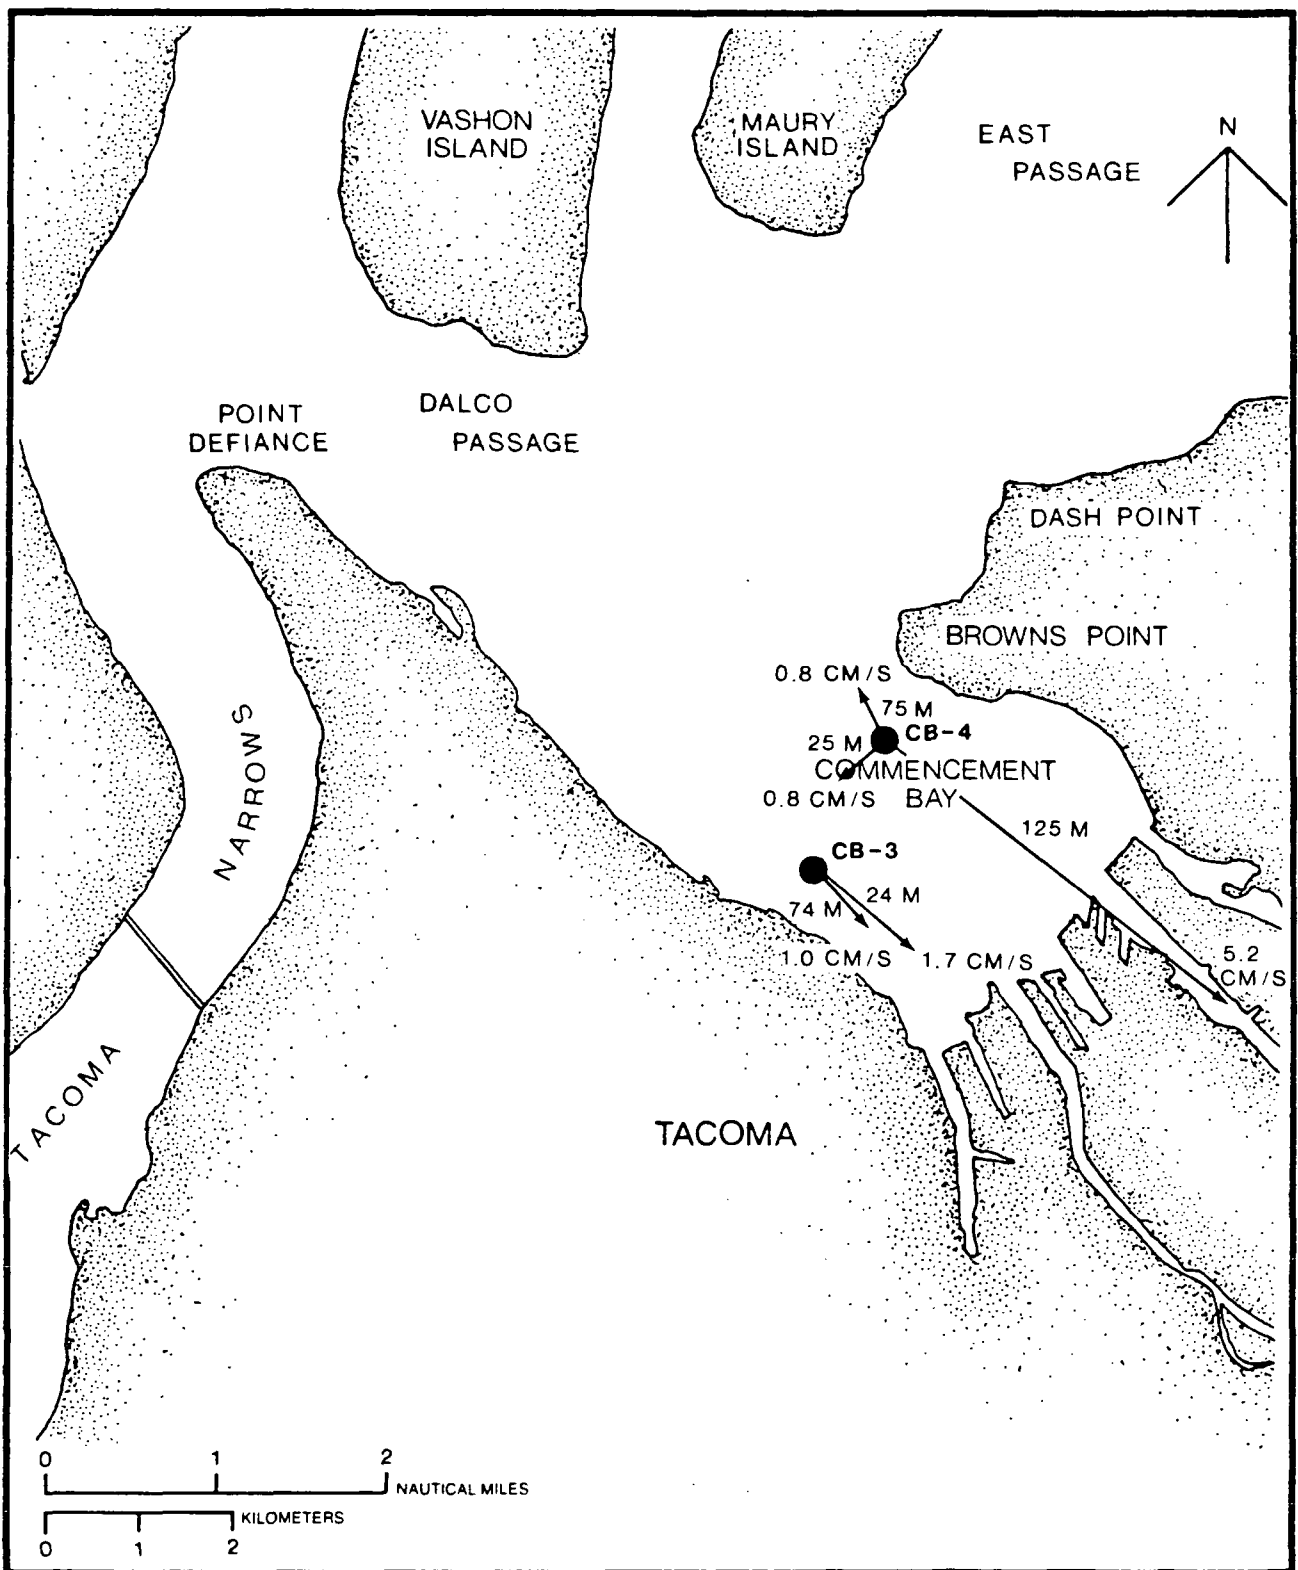 VASHON
ISLAND
MAURY
ISLAND
EAST
PASSAGE
N
POINT
DEFIANCE
DALCO
PASSAGE
DASH POINT
BROWNS POINT
0.8 CM/S
75 M
CB-4
25 M
COMMENCEMENT
BAY
0.8 CM/S
125 M
CB-3
24 M
74 M
1.0 CM/S
1.7 CM/S
5.2
CM/S
NARROWS
TACOMA
TACOMA
0 1 2
NAUTICAL MILES
KILOMETERS
0 1 2